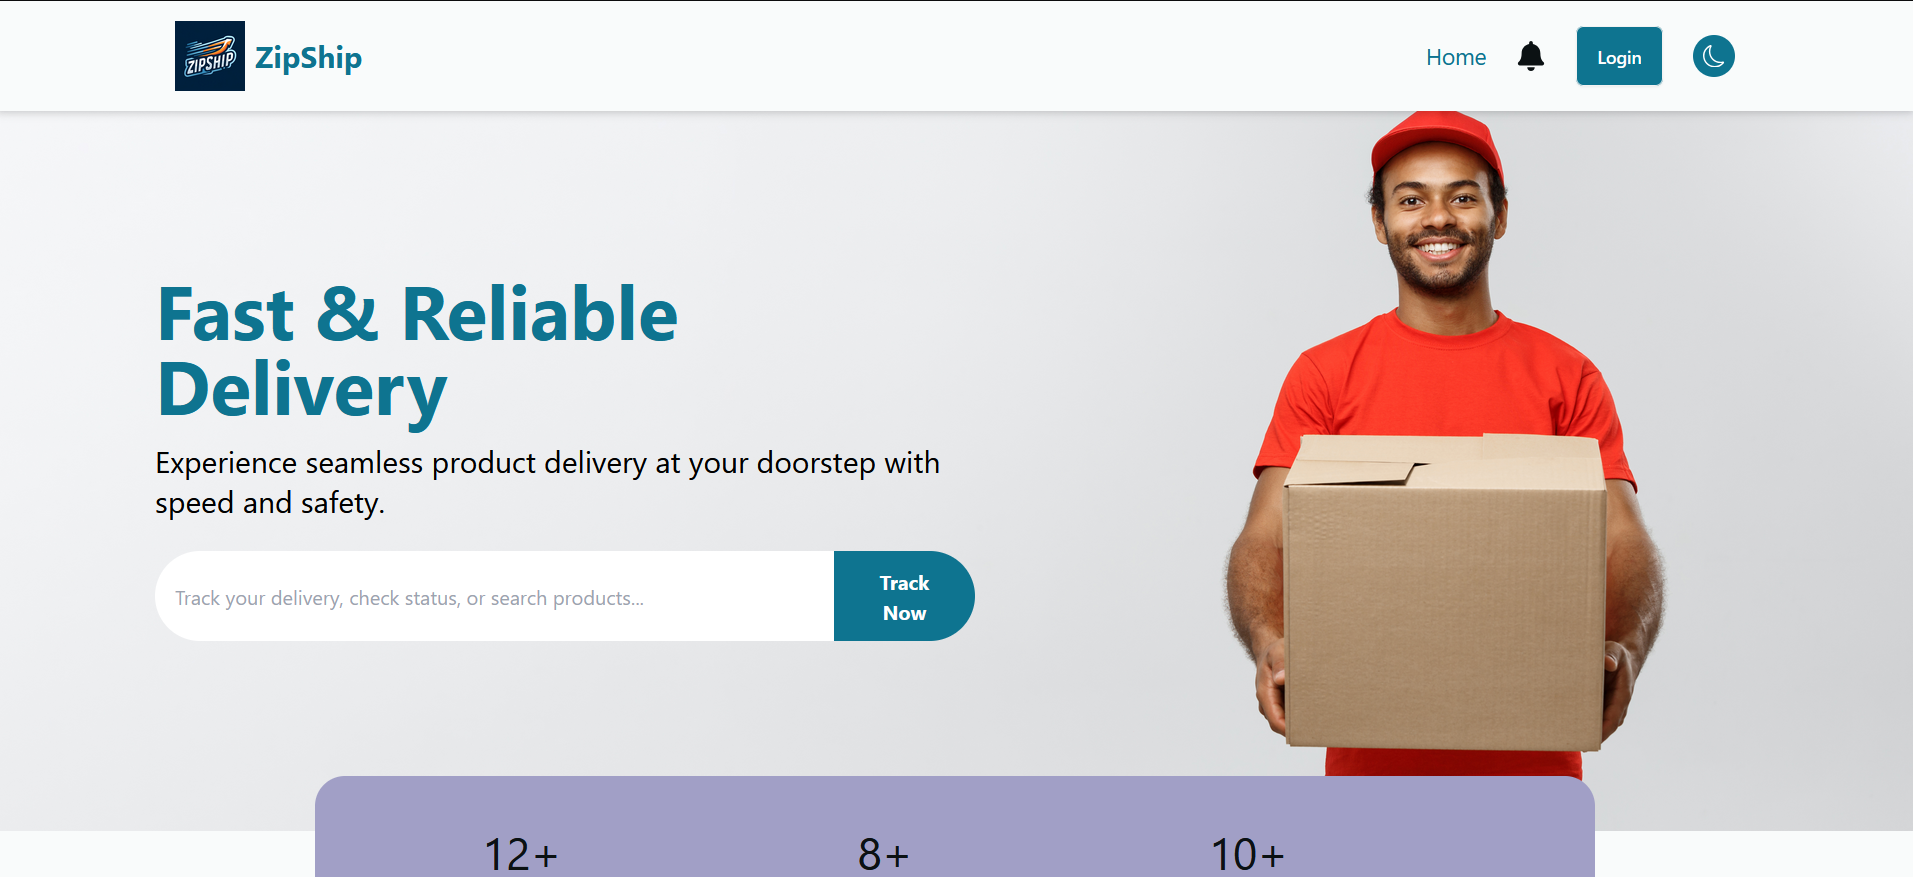 ZIPSHIP
ZipShip
Home
Login
Fast & Reliable
Delivery
Experience seamless product delivery at your doorstep with
speed and safety.
Track your delivery, check status, or search products...
Track
Now
12+ 8+ 10+